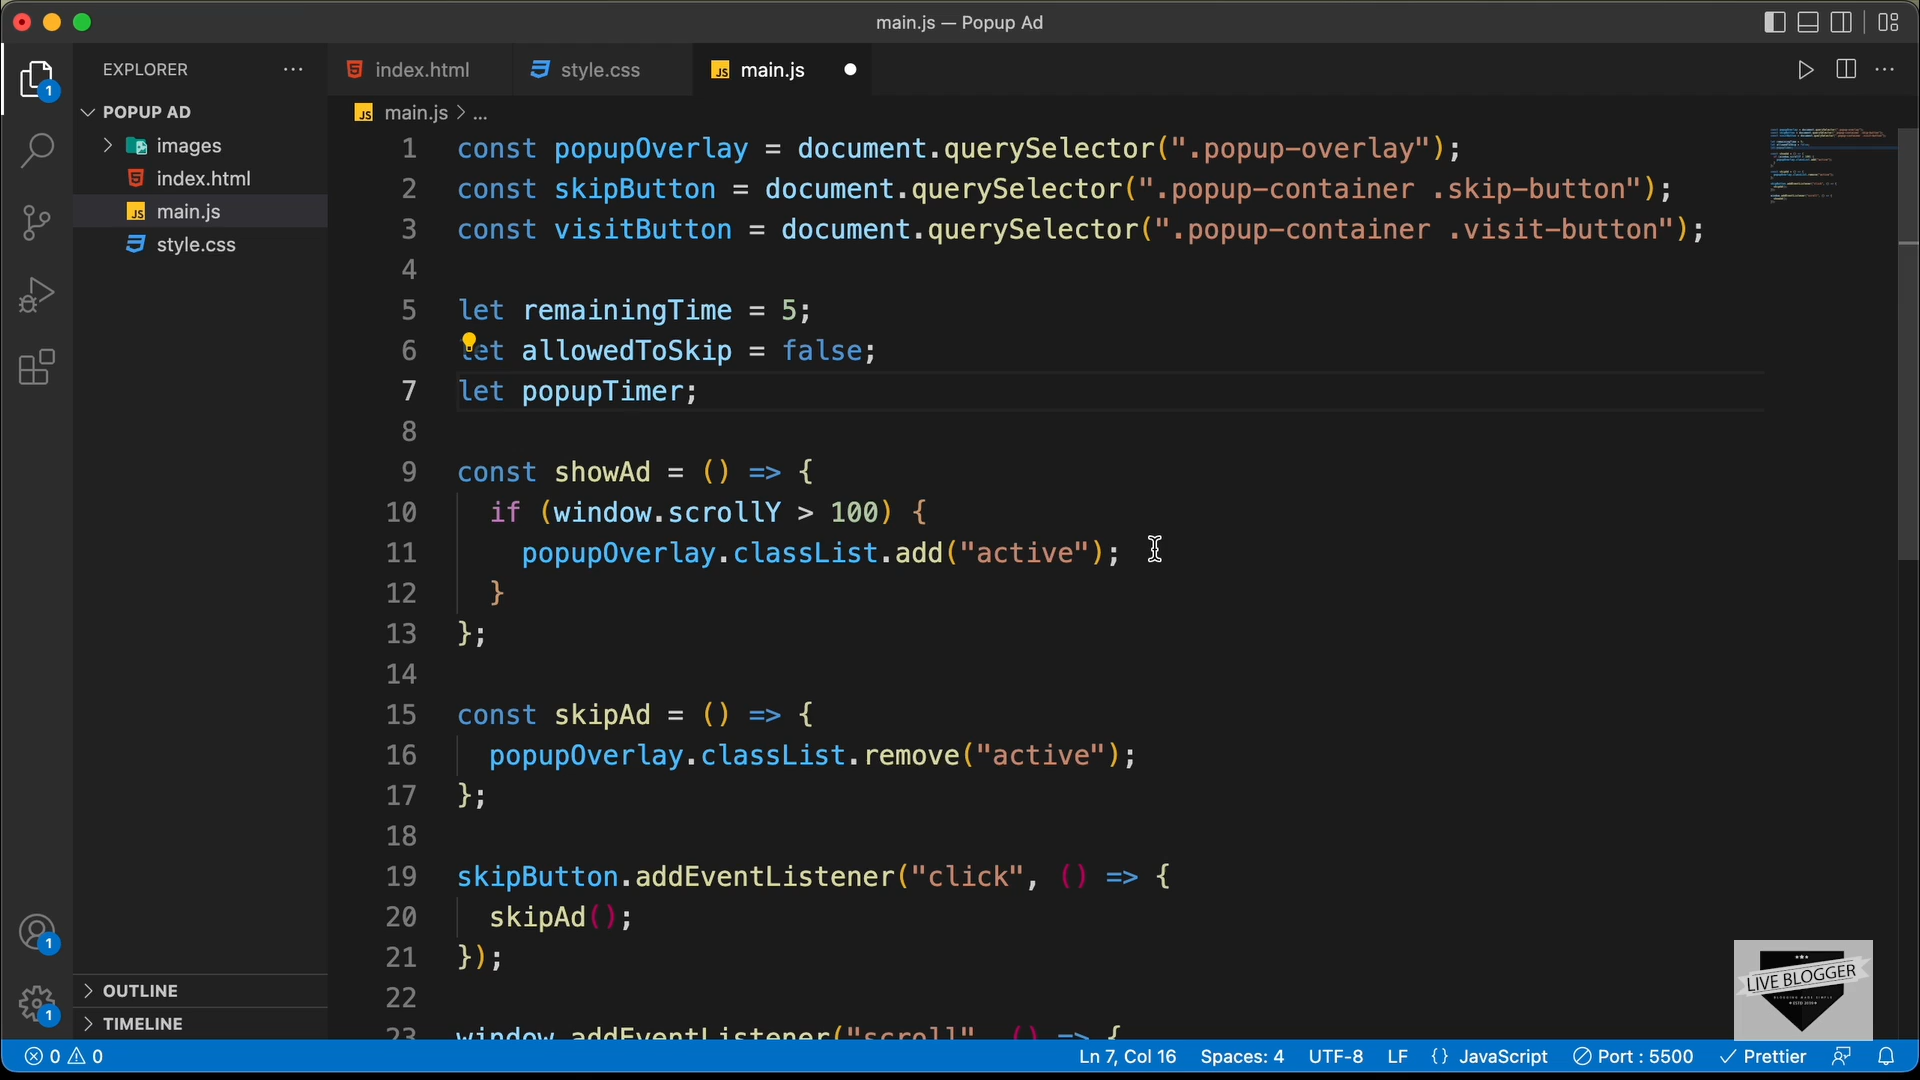 main.js — Popup Ad
EXPLORER
index.html
style.css
main.js
POPUP AD
images
index.html
main.js
style.css
OUTLINE
TIMELINE
main.js > ...
1 const popupOverlay = document.querySelector(".popup-overlay");
2 const skipButton = document.querySelector(".popup-container .skip-button");
3 const visitButton = document.querySelector(".popup-container .visit-button");
4
5 let remainingTime = 5;
6 let allowedToSkip = false;
7 let popupTimer;
8
9 const showAd = () => {
10 if (window.scrollY > 100) {
11 popupOverlay.classList.add("active");
12 }
13 };
14
15 const skipAd = () => {
16 popupOverlay.classList.remove("active");
17 };
18
19 skipButton.addEventListener("click", () => {
20 skipAd();
21 });
22
23 window.addEventListener("scroll", () => {
1
1
1
LIVE BLOGGER
0 0
Ln 7, Col 16
Spaces: 4
UTF-8
LF
{} JavaScript
Port : 5500
Prettier